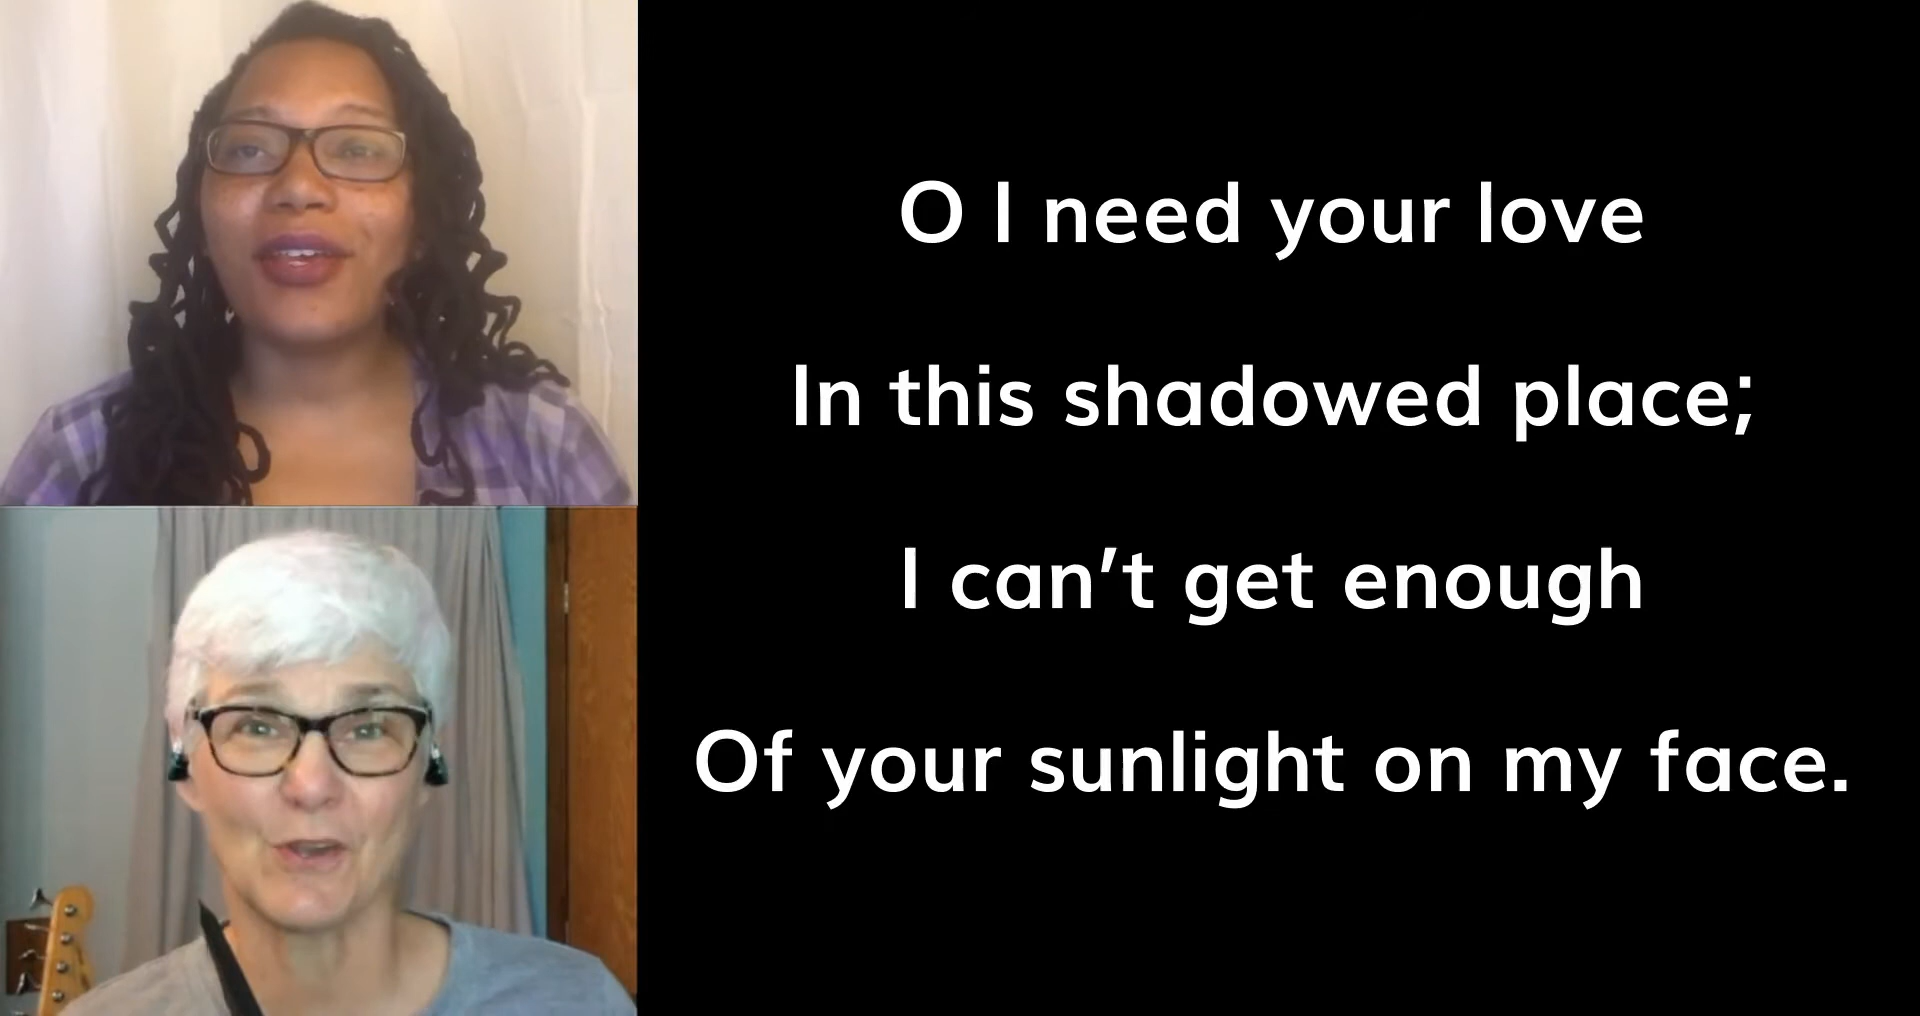 O I need your love
In this shadowed place;
I can’t get enough
Of your sunlight on my face.